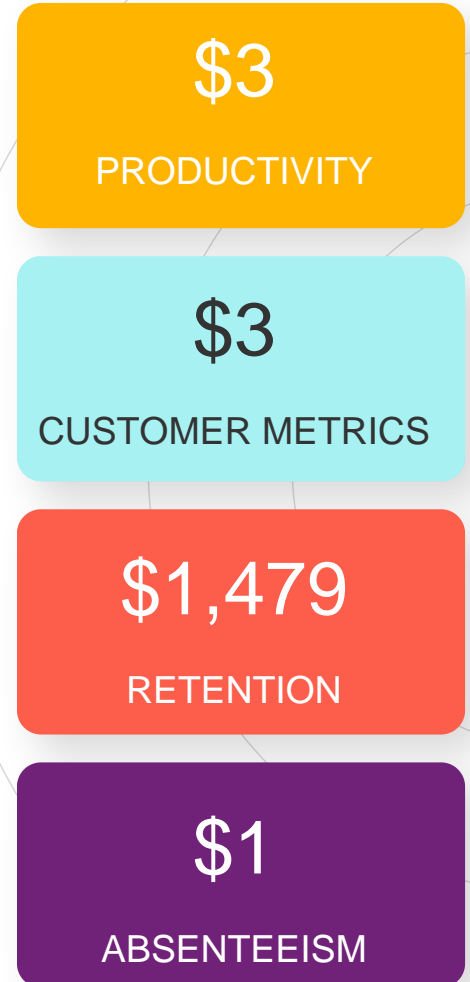 $3
PRODUCTIVITY
$3
CUSTOMER METRICS
$1,479
RETENTION
$1
ABSENTEEISM